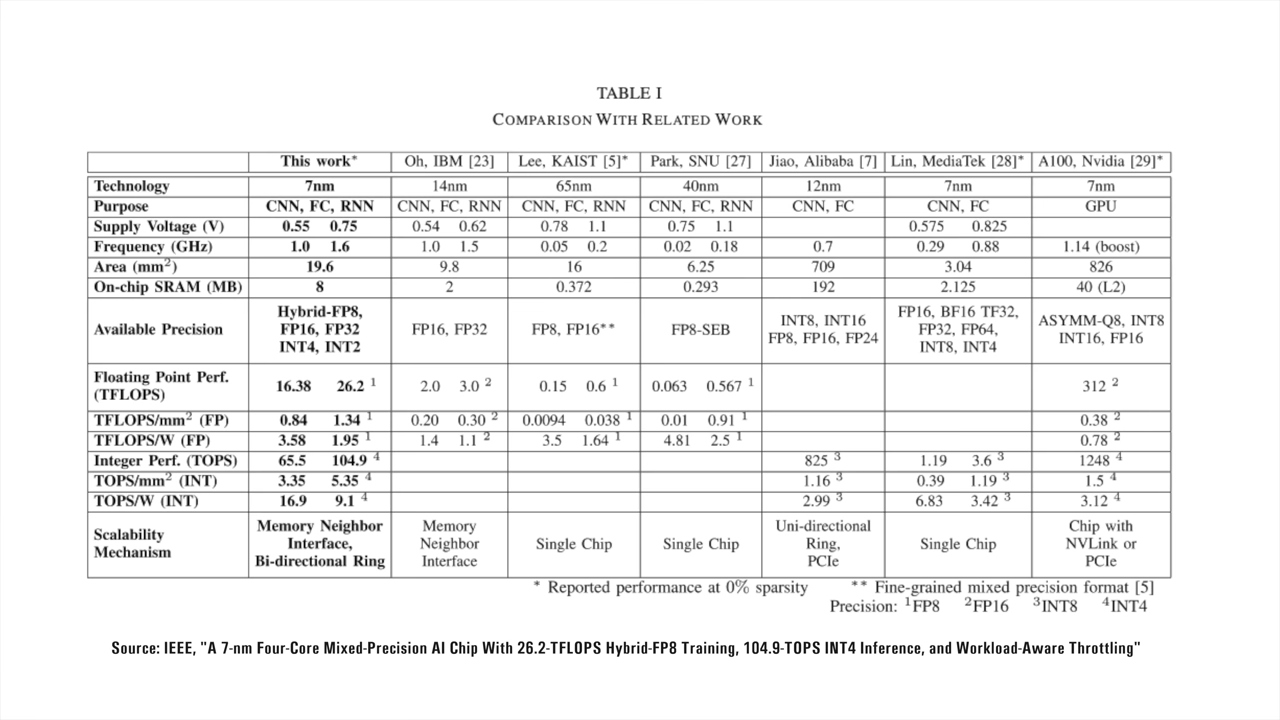 TABLE I
COMPARISON WITH RELATED WORK
This work* Oh, IBM [23] Lee, KAIST [5]* Park, SNU [27] Jiao, Alibaba [7] Lin, MediaTek [28]* A100, Nvidia [29]*
Technology 7nm 14nm 65nm 40nm 12nm 7nm 7nm
Purpose CNN, FC, RNN CNN, FC, RNN CNN, FC, RNN CNN, FC, RNN CNN, FC CNN, FC GPU
Supply Voltage (V) 0.55 0.75 0.54 0.62 0.78 1.1 0.75 1.1 0.575 0.825
Frequency (GHz) 1.0 1.6 1.0 1.5 0.05 0.2 0.02 0.18 0.7 0.29 0.88 1.14 (boost)
Area (mm²) 19.6 9.8 16 6.25 709 3.04 826
On-chip SRAM (MB) 8 2 0.372 0.293 192 2.125 40 (L2)
Available Precision
Hybrid-FP8,
FP16, FP32
INT4, INT2
FP16, FP32
FP8, FP16**
FP8-SEB
INT8, INT16
FP8, FP16, FP24
FP16, BF16 TF32,
FP32, FP64,
INT8, INT4
ASYMM-Q8, INT8
INT16, FP16
Floating Point Perf.
(TFLOPS)
16.38 26.2 ¹ 2.0 3.0 ² 0.15 0.6 ¹ 0.063 0.567 ¹ 312 ²
TFLOPS/mm² (FP) 0.84 1.34 ¹ 0.20 0.30 ² 0.0094 0.038 ¹ 0.01 0.91 ¹ 0.38 ²
TFLOPS/W (FP) 3.58 1.95 ¹ 1.4 1.1 ² 3.5 1.64 ¹ 4.81 2.5 ¹ 0.78 ²
Integer Perf. (TOPS) 65.5 104.9 ⁴ 825 ³ 1.19 3.6 ³ 1248 ⁴
TOPS/mm² (INT) 3.35 5.35 ⁴ 1.16 ³ 0.39 1.19 ³ 1.5 ⁴
TOPS/W (INT) 16.9 9.1 ⁴ 2.99 ³ 6.83 3.42 ³ 3.12 ⁴
Scalability
Mechanism
Memory Neighbor
Interface,
Bi-directional Ring
Memory
Neighbor
Interface
Single Chip
Single Chip
Uni-directional
Ring,
PCIe
Single Chip
Chip with
NVLink or
PCIe
* Reported performance at 0% sparsity ** Fine-grained mixed precision format [5]
Precision: ¹FP8 ²FP16 ³INT8 ⁴INT4
Source: IEEE, "A 7-nm Four-Core Mixed-Precision AI Chip With 26.2-TFLOPS Hybrid-FP8 Training, 104.9-TOPS INT4 Inference, and Workload-Aware Throttling"